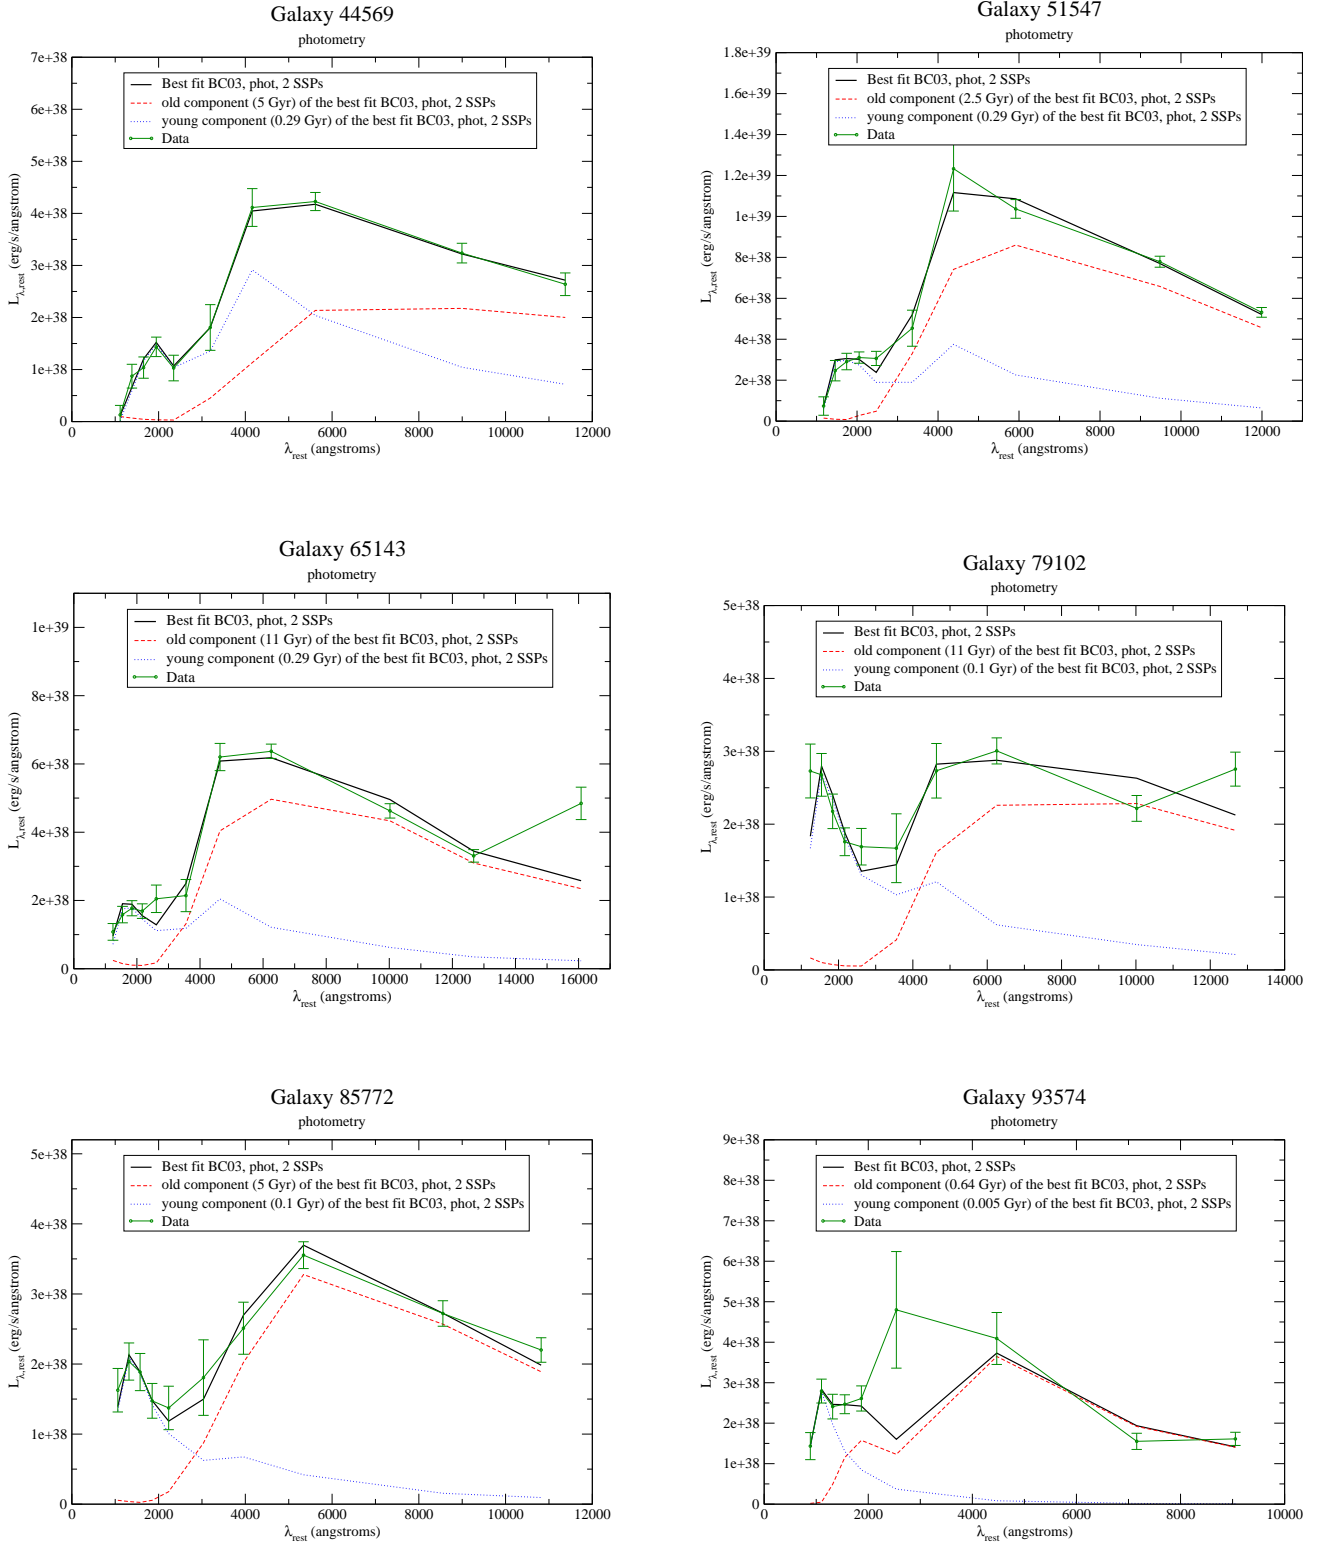 Galaxy 44569
photometry
7e+38
6e+38
5e+38
4e+38
3e+38
2e+38
1e+38
0
L λ,rest (erg/s/angstrom)
Best fit BC03, phot, 2 SSPs
old component (5 Gyr) of the best fit BC03, phot, 2 SSPs
young component (0.29 Gyr) of the best fit BC03, phot, 2 SSPs
Data
0 2000 4000 6000 8000 10000 12000
λ rest (angstroms)
Galaxy 51547
photometry
1.8e+39
1.6e+39
1.4e+39
1.2e+39
1e+39
8e+38
6e+38
4e+38
2e+38
0
L λ,rest (erg/s/angstrom)
Best fit BC03, phot, 2 SSPs
old component (2.5 Gyr) of the best fit BC03, phot, 2 SSPs
young component (0.29 Gyr) of the best fit BC03, phot, 2 SSPs
Data
0 2000 4000 6000 8000 10000 12000
λ rest (angstroms)
Galaxy 65143
photometry
1e+39
8e+38
6e+38
4e+38
2e+38
0
L λ,rest (erg/s/angstrom)
Best fit BC03, phot, 2 SSPs
old component (11 Gyr) of the best fit BC03, phot, 2 SSPs
young component (0.29 Gyr) of the best fit BC03, phot, 2 SSPs
Data
0 2000 4000 6000 8000 10000 12000 14000 16000
λ rest (angstroms)
Galaxy 79102
photometry
5e+38
4e+38
3e+38
2e+38
1e+38
0
L λ,rest (erg/s/angstrom)
Best fit BC03, phot, 2 SSPs
old component (11 Gyr) of the best fit BC03, phot, 2 SSPs
young component (0.1 Gyr) of the best fit BC03, phot, 2 SSPs
Data
0 2000 4000 6000 8000 10000 12000 14000
λ rest (angstroms)
Galaxy 85772
photometry
5e+38
4e+38
3e+38
2e+38
1e+38
0
L λ,rest (erg/s/angstrom)
Best fit BC03, phot, 2 SSPs
old component (5 Gyr) of the best fit BC03, phot, 2 SSPs
young component (0.1 Gyr) of the best fit BC03, phot, 2 SSPs
Data
0 2000 4000 6000 8000 10000 12000
λ rest (angstroms)
Galaxy 93574
photometry
9e+38
8e+38
7e+38
6e+38
5e+38
4e+38
3e+38
2e+38
1e+38
0
L λ,rest (erg/s/angstrom)
Best fit BC03, phot, 2 SSPs
old component (0.64 Gyr) of the best fit BC03, phot, 2 SSPs
young component (0.005 Gyr) of the best fit BC03, phot, 2 SSPs
Data
0 2000 4000 6000 8000 10000
λ rest (angstroms)